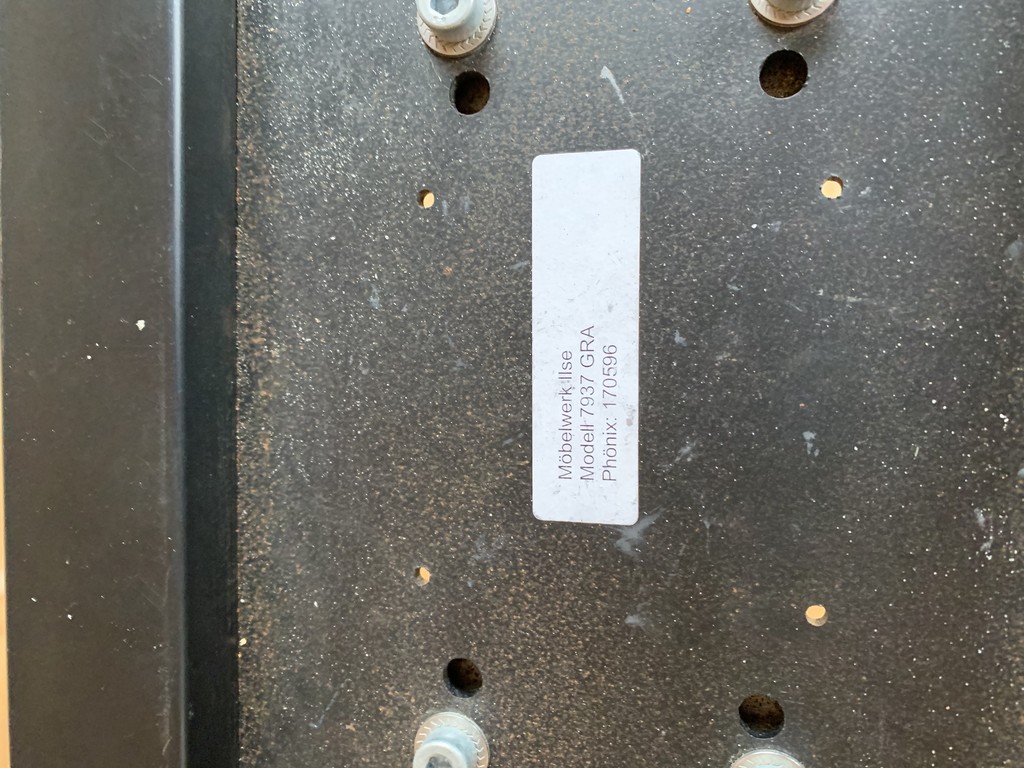 Möbelwerk Ilse
Modell 7937 GRA
Phönix: 170596